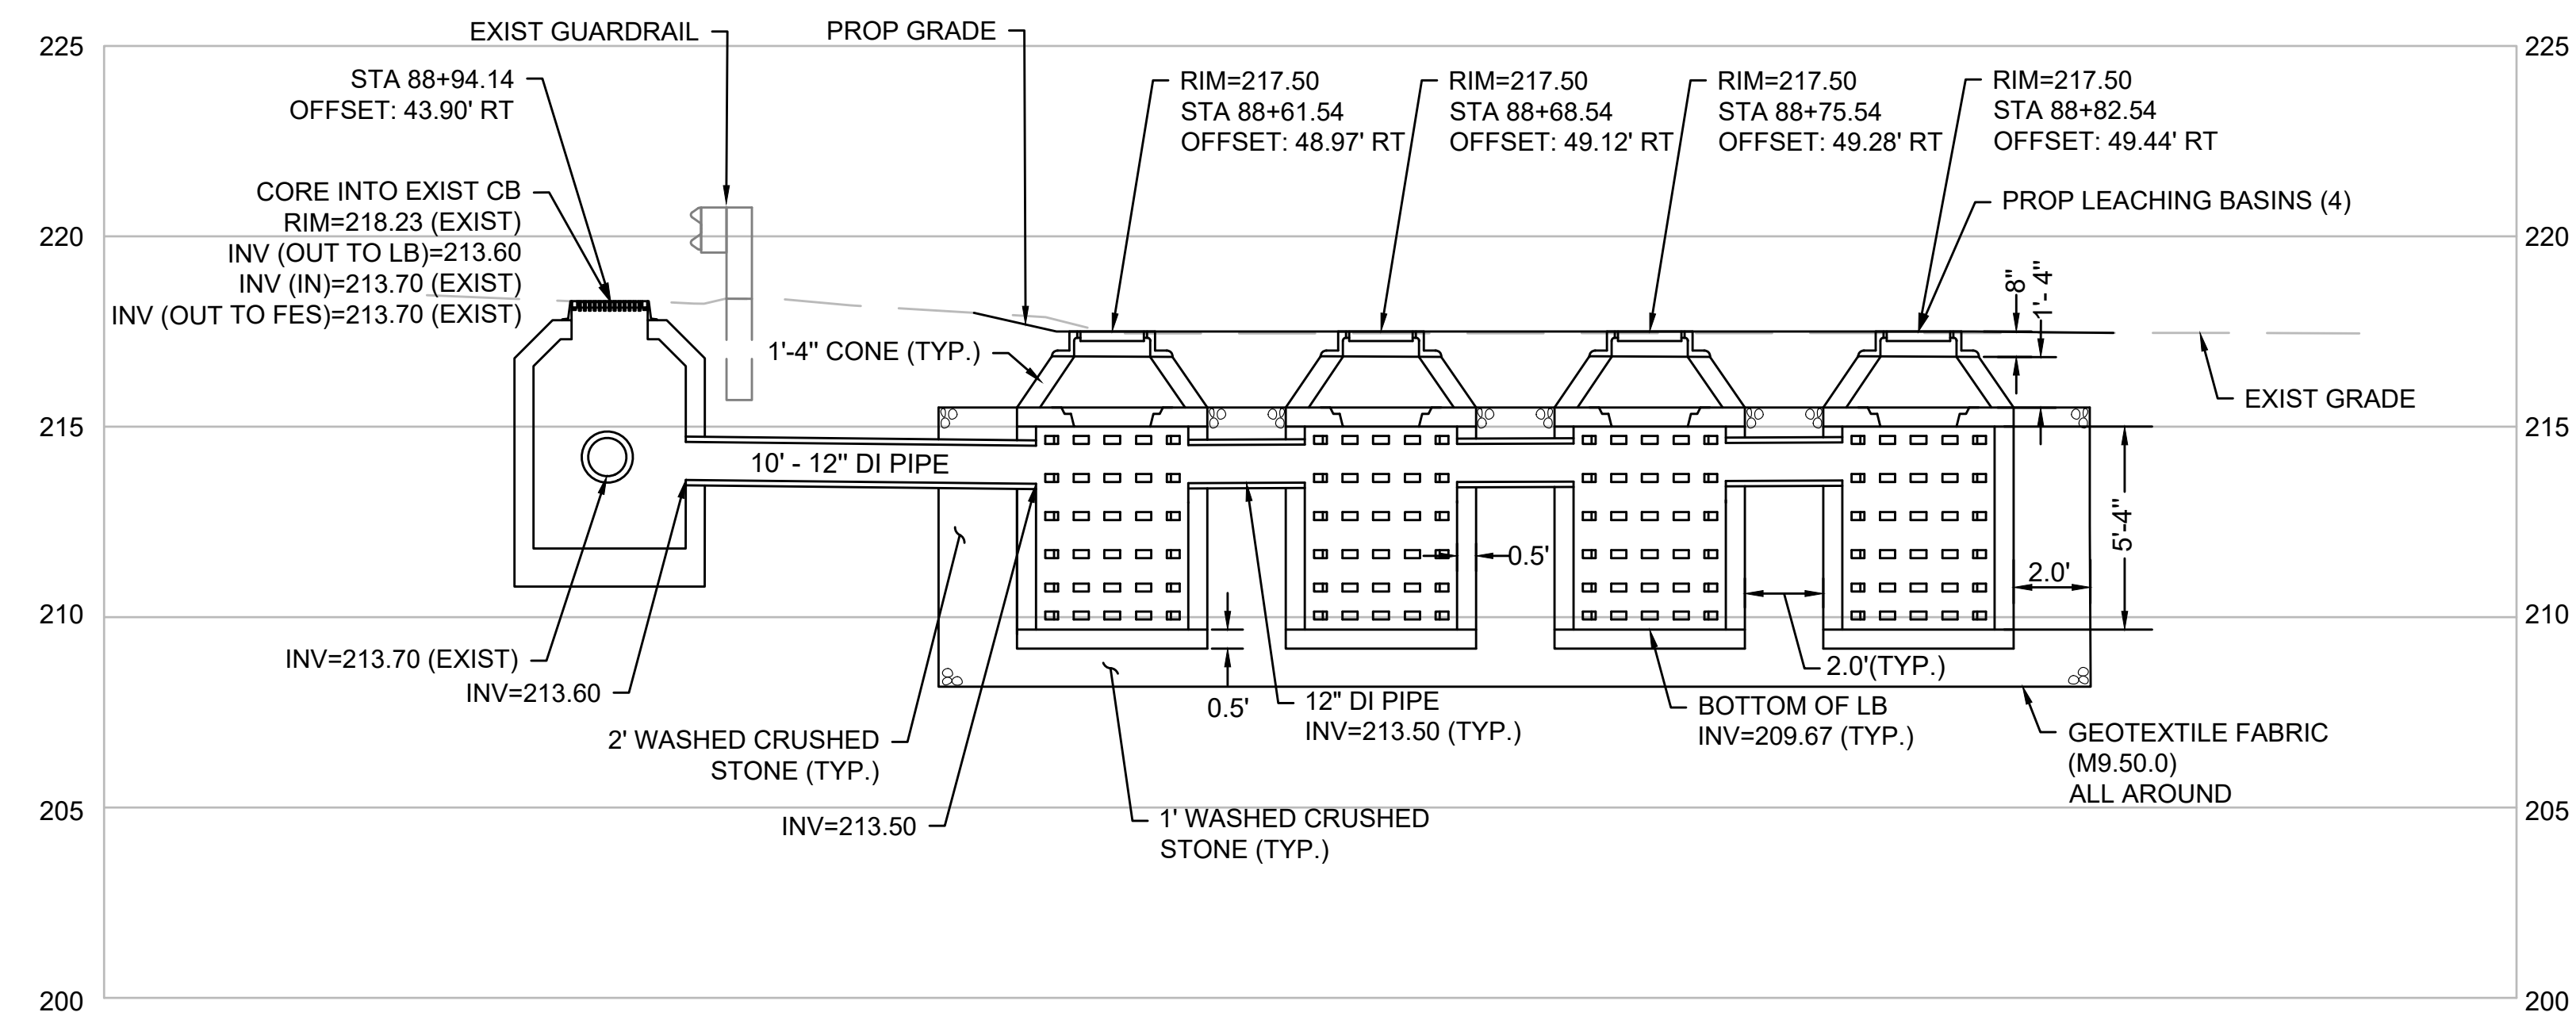 EXIST GUARDRAIL
PROP GRADE
225
225
STA 88+94.14
OFFSET: 43.90' RT
RIM=217.50
STA 88+61.54
OFFSET: 48.97' RT
RIM=217.50
STA 88+68.54
OFFSET: 49.12' RT
RIM=217.50
STA 88+75.54
OFFSET: 49.28' RT
RIM=217.50
STA 88+82.54
OFFSET: 49.44' RT
CORE INTO EXIST CB
RIM=218.23 (EXIST)
INV (OUT TO LB)=213.60
INV (IN)=213.70 (EXIST)
INV (OUT TO FES)=213.70 (EXIST)
PROP LEACHING BASINS (4)
220
220
8"
1'- 4"
1'-4" CONE (TYP.)
EXIST GRADE
215
215
10' - 12" DI PIPE
0.5'
5'-4"
2.0'
210
210
INV=213.70 (EXIST)
INV=213.60
2.0'(TYP.)
0.5'
12" DI PIPE
INV=213.50 (TYP.)
BOTTOM OF LB
INV=209.67 (TYP.)
2' WASHED CRUSHED
STONE (TYP.)
GEOTEXTILE FABRIC
(M9.50.0)
ALL AROUND
205
205
INV=213.50
1' WASHED CRUSHED
STONE (TYP.)
200
200